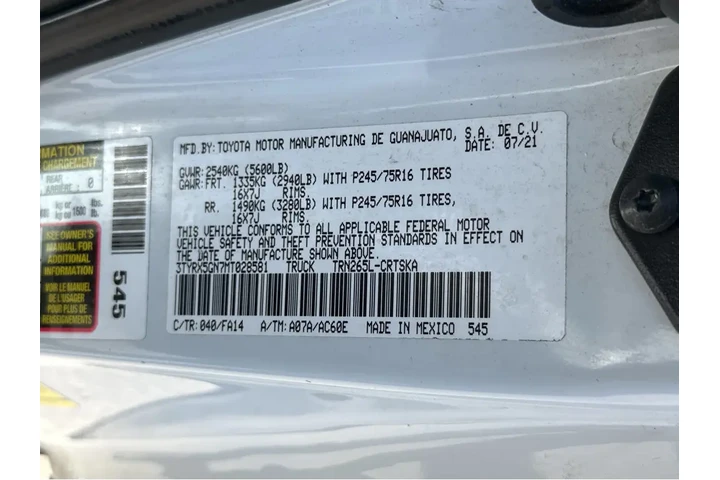 MFD.BY: TOYOTA MOTOR MANUFACTURING DE GUANAJUATO, S.A. DE C.V.
DATE: 07/21
GVWR: 2540KG (5600LB)
GAWR: FRT. 1335KG (2940LB) WITH P245/75R16 TIRES
16X7J RIMS.
RR. 1490KG (3280LB) WITH P245/75R16 TIRES,
16X7J RIMS.
THIS VEHICLE CONFORMS TO ALL APPLICABLE FEDERAL MOTOR
VEHICLE SAFETY AND THEFT PREVENTION STANDARDS IN EFFECT ON
THE DATE OF MANUFACTURE SHOWN ABOVE.
3TYRX5GN7MT028581 TRUCK TRN265L-CRTSKA
C/TR: 040/FA14 A/TM: A07A/AC60E MADE IN MEXICO 545
CHARGEMENT
REAR
ARRIÈRE 0
SEE OWNER'S
MANUAL FOR
ADDITIONAL
INFORMATION
VOIR LE MANUEL
DE L'USAGER
POUR PLUS DE
RENSEIGNEMENTS
545